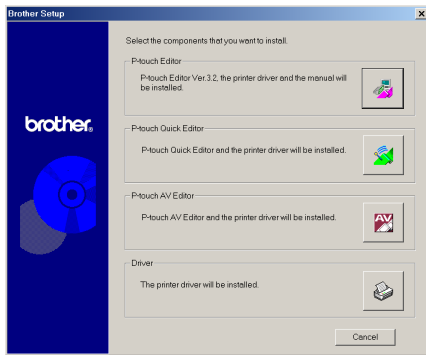 Brother Setup
Select the components that you want to install.
P-touch Editor
P-touch Editor Ver.3.2, the printer driver and the manual will
be installed.
brother®
P-touch Quick Editor
P-touch Quick Editor and the printer driver will be installed.
P-touch AV Editor
P-touch AV Editor and the printer driver will be installed.
AV
Driver
The printer driver will be installed.
Cancel